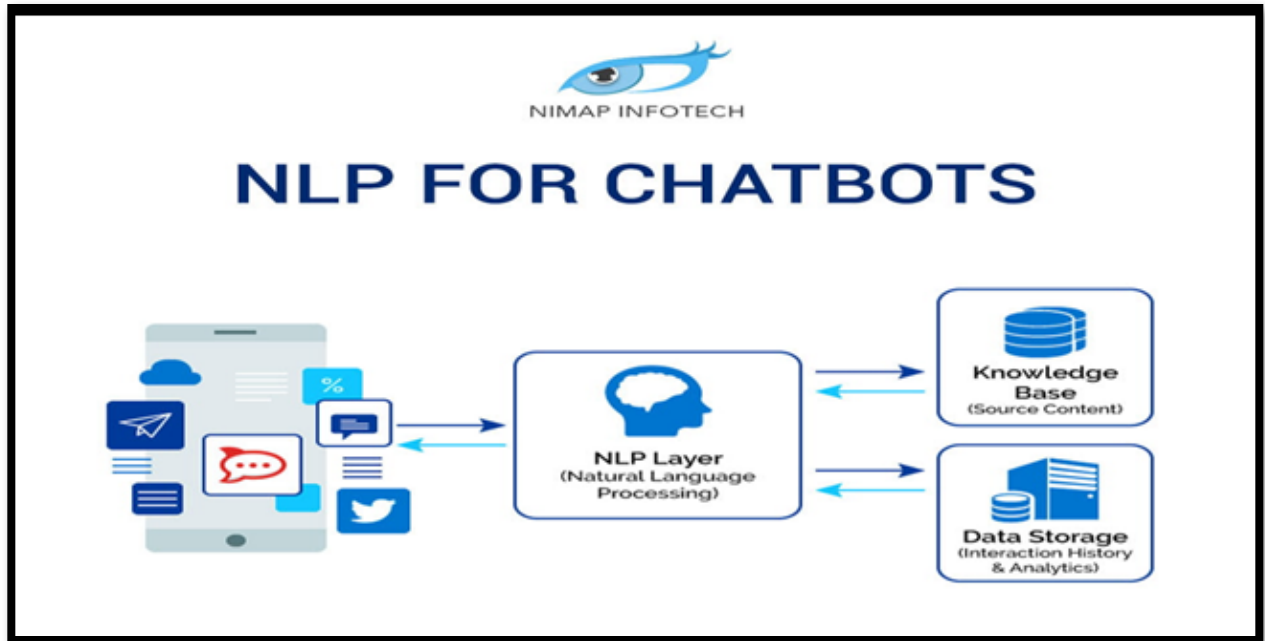 NIMAP INFOTECH
NLP FOR CHATBOTS
%
NLP Layer
(Natural Language
Processing)
Knowledge
Base
(Source Content)
Data Storage
(Interaction History
& Analytics)